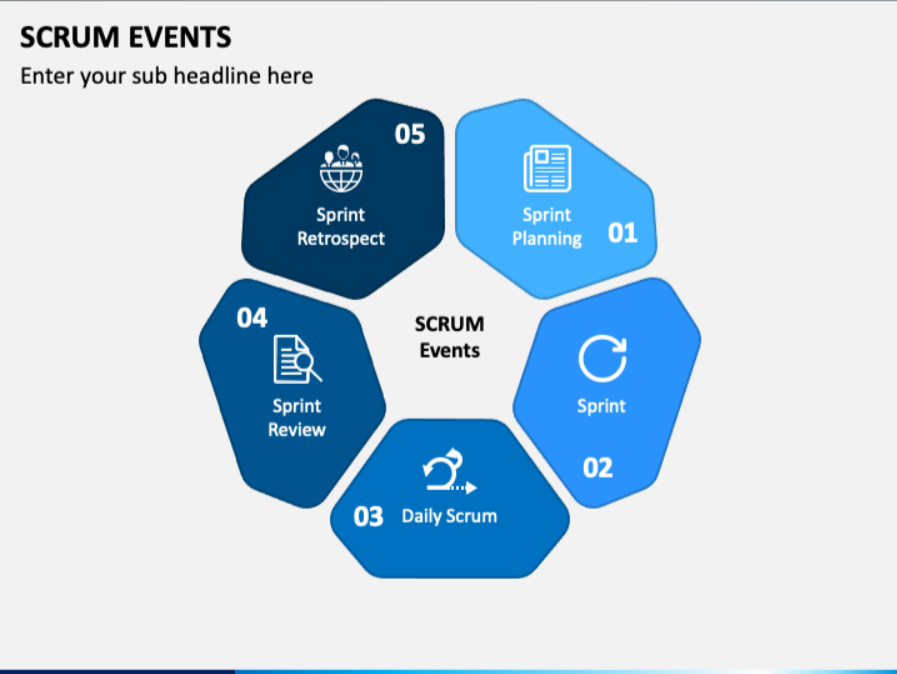 SCRUM EVENTS
Enter your sub headline here
05
Sprint
Retrospect
Sprint
Planning
01
04
Sprint
Review
SCRUM
Events
Sprint
02
03
Daily Scrum